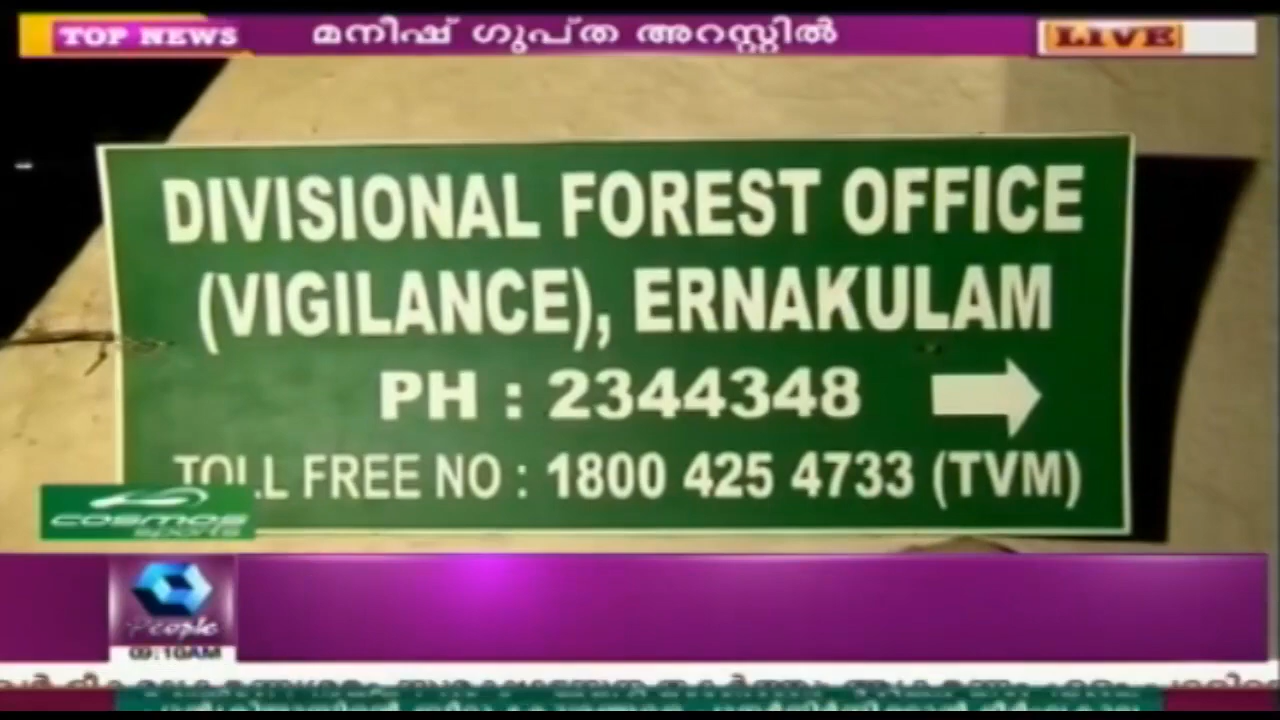 TOP NEWS മനീഷ് ഗുപ്ത അറസ്റ്റിൽ LIVE
DIVISIONAL FOREST OFFICE
(VIGILANCE), ERNAKULAM
PH : 2344348
TOLL FREE NO : 1800 425 4733 (TVM)
COSMOS
sports
People
09:10AM